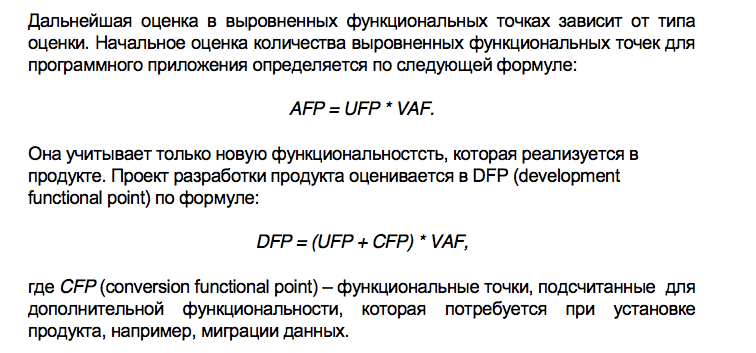 Дальнейшая оценка в выровненных функциональных точках зависит от типа
оценки. Начальное оценка количества выровненных функциональных точек для
программного приложения определяется по следующей формуле:
AFP = UFP * VAF.
Она учитывает только новую функциональностсть, которая реализуется в
продукте. Проект разработки продукта оценивается в DFP (development
functional point) по формуле:
DFP = (UFP + CFP) * VAF,
где CFP (conversion functional point) – функциональные точки, подсчитанные для
дополнительной функциональности, которая потребуется при установке
продукта, например, миграции данных.